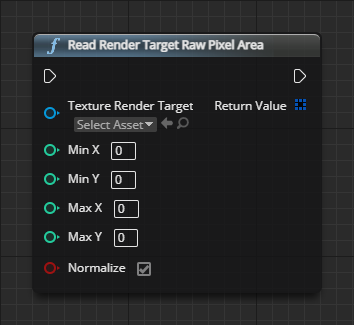 f Read Render Target Raw Pixel Area
Texture Render Target Return Value
Select Asset
Min X 0
Min Y 0
Max X 0
Max Y 0
Normalize